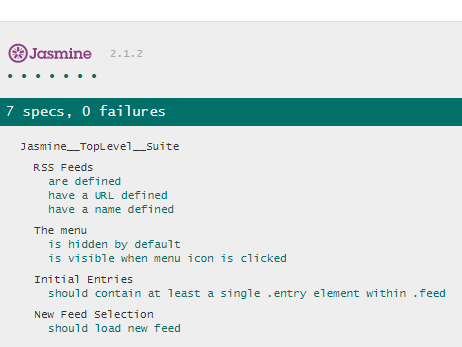 Jasmine 2.1.2
• • • • • • •
7 specs, 0 failures
Jasmine__TopLevel__Suite
RSS Feeds
are defined
have a URL defined
have a name defined
The menu
is hidden by default
is visible when menu icon is clicked
Initial Entries
should contain at least a single .entry element within .feed
New Feed Selection
should load new feed